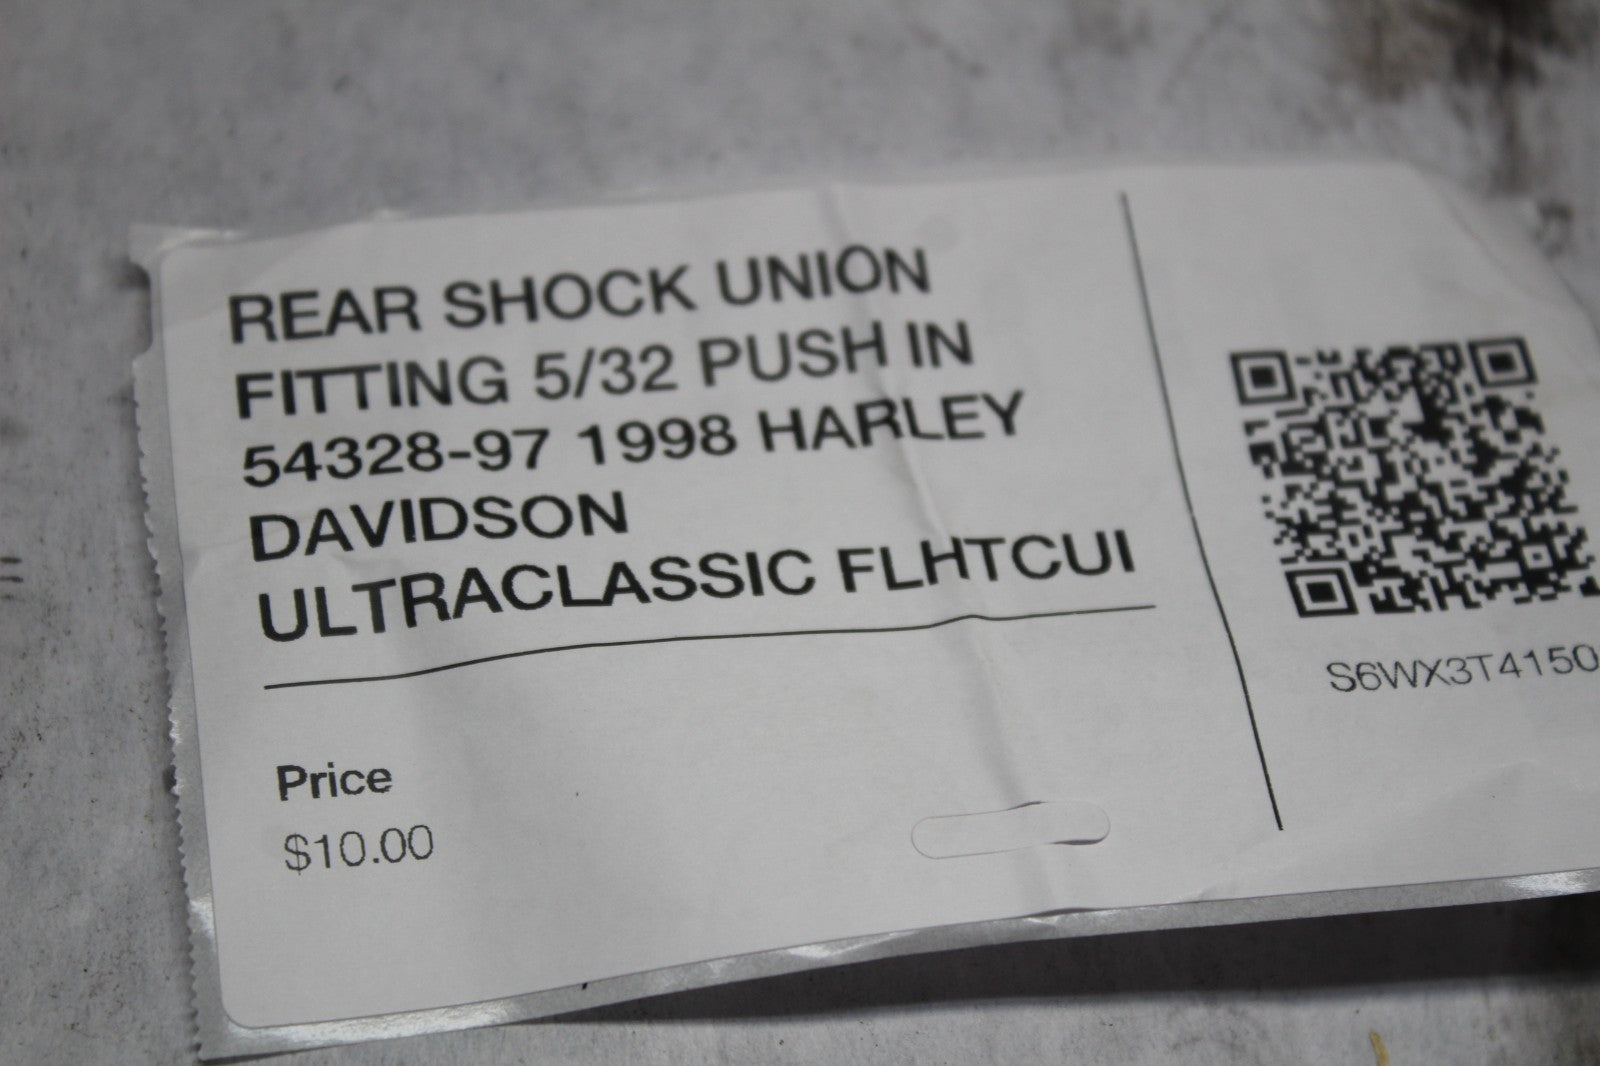 REAR SHOCK UNION
FITTING 5/32 PUSH IN
54328-97 1998 HARLEY
DAVIDSON
ULTRACLASSIC FLHTCUI
Price
$10.00
S6WX3T4150